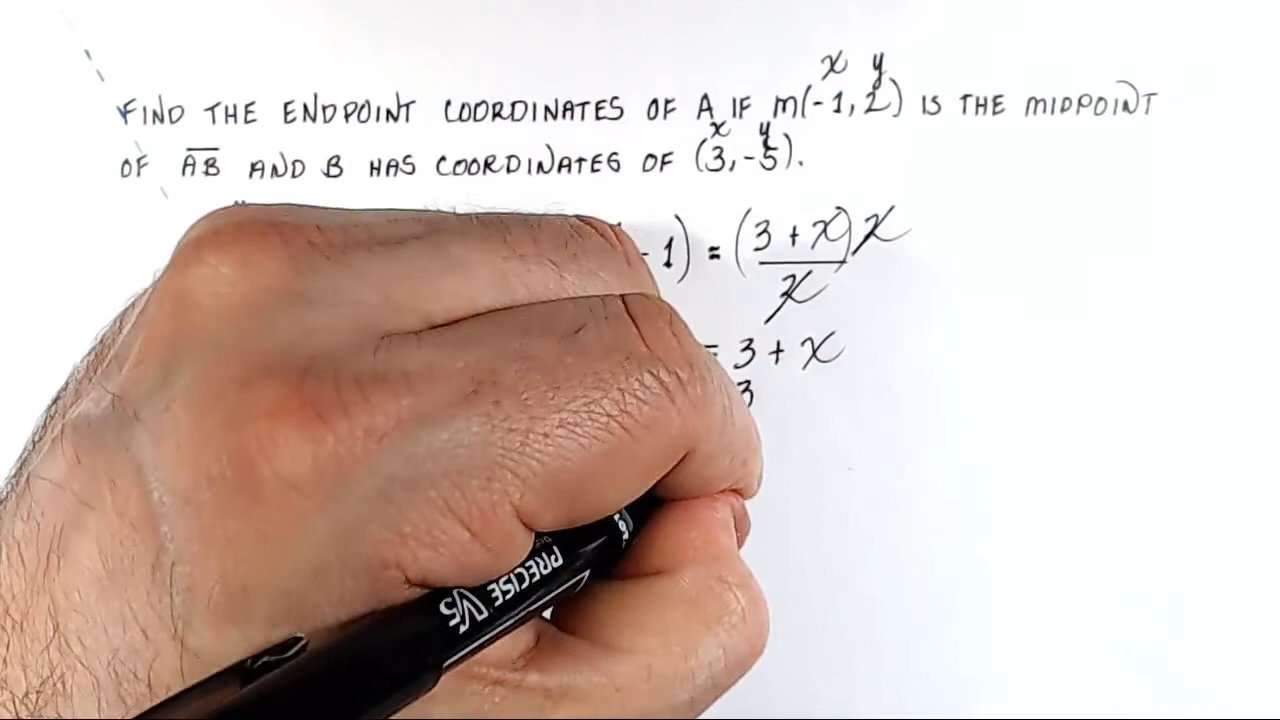 FIND THE ENDPOINT COORDINATES OF A IF M(-1, 2) IS THE MIDPOINT
x y
OF AB AND B HAS COORDINATES OF (3, -5).
x y
- 1) = (3 + x) 2
2
= 3 + x
3
PRECISE V5